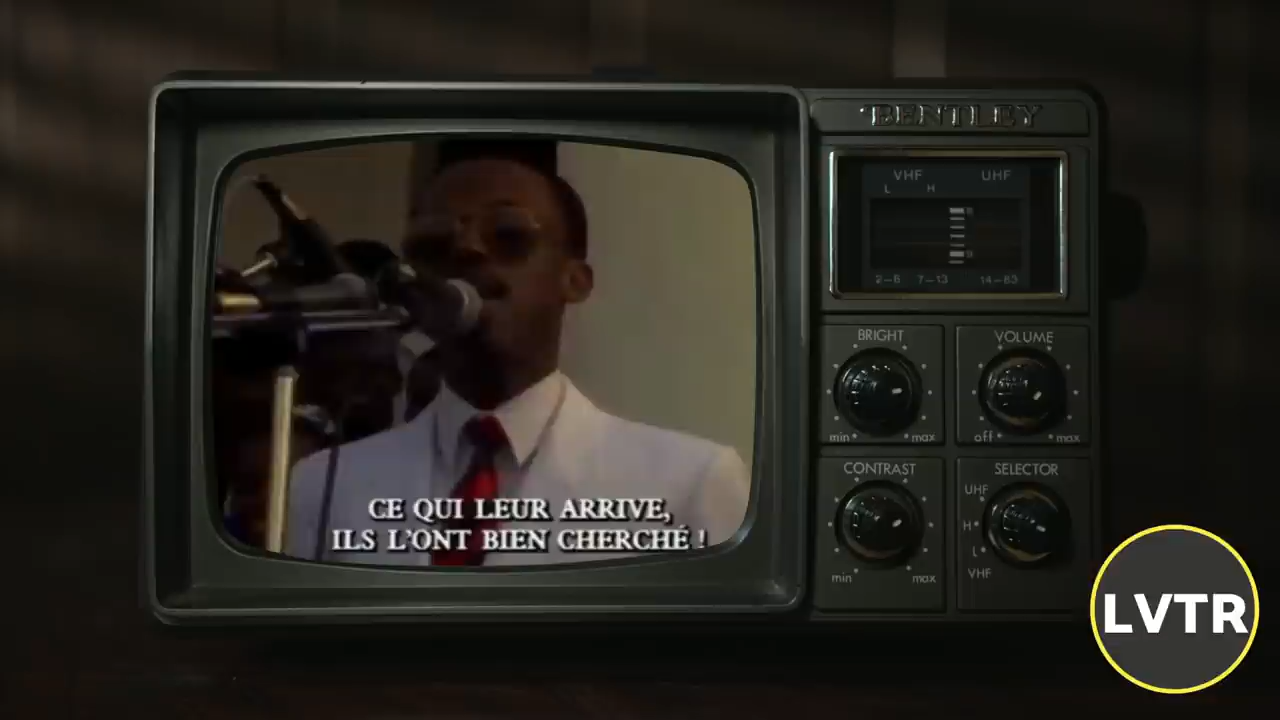 BENTLEY
VHF UHF
L H
2-6 7-13 14-83
BRIGHT
min max
VOLUME
off max
CONTRAST
min max
SELECTOR
UHF
H
L
VHF
CE QUI LEUR ARRIVE,
ILS L'ONT BIEN CHERCHÉ !
LVTR